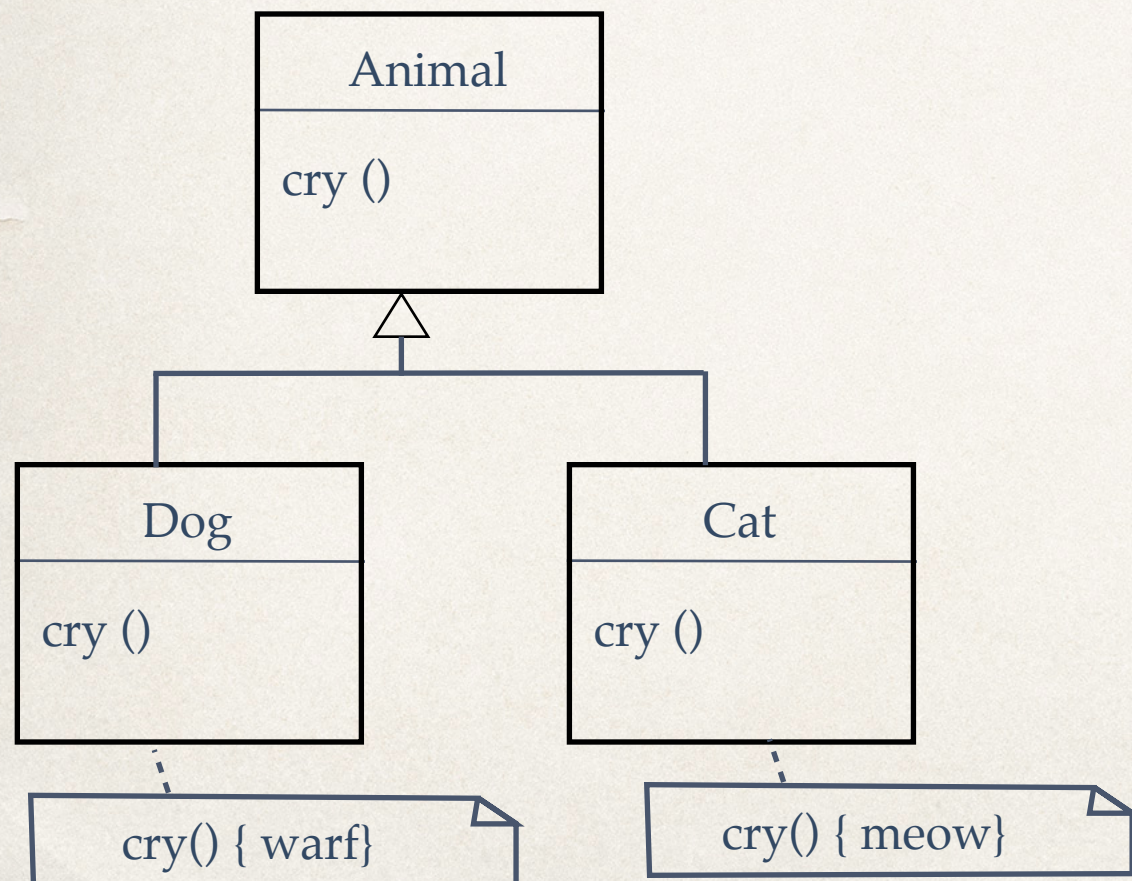 Animal
cry ()
Dog
cry ()
Cat
cry ()
cry() { warf}
cry() { meow}